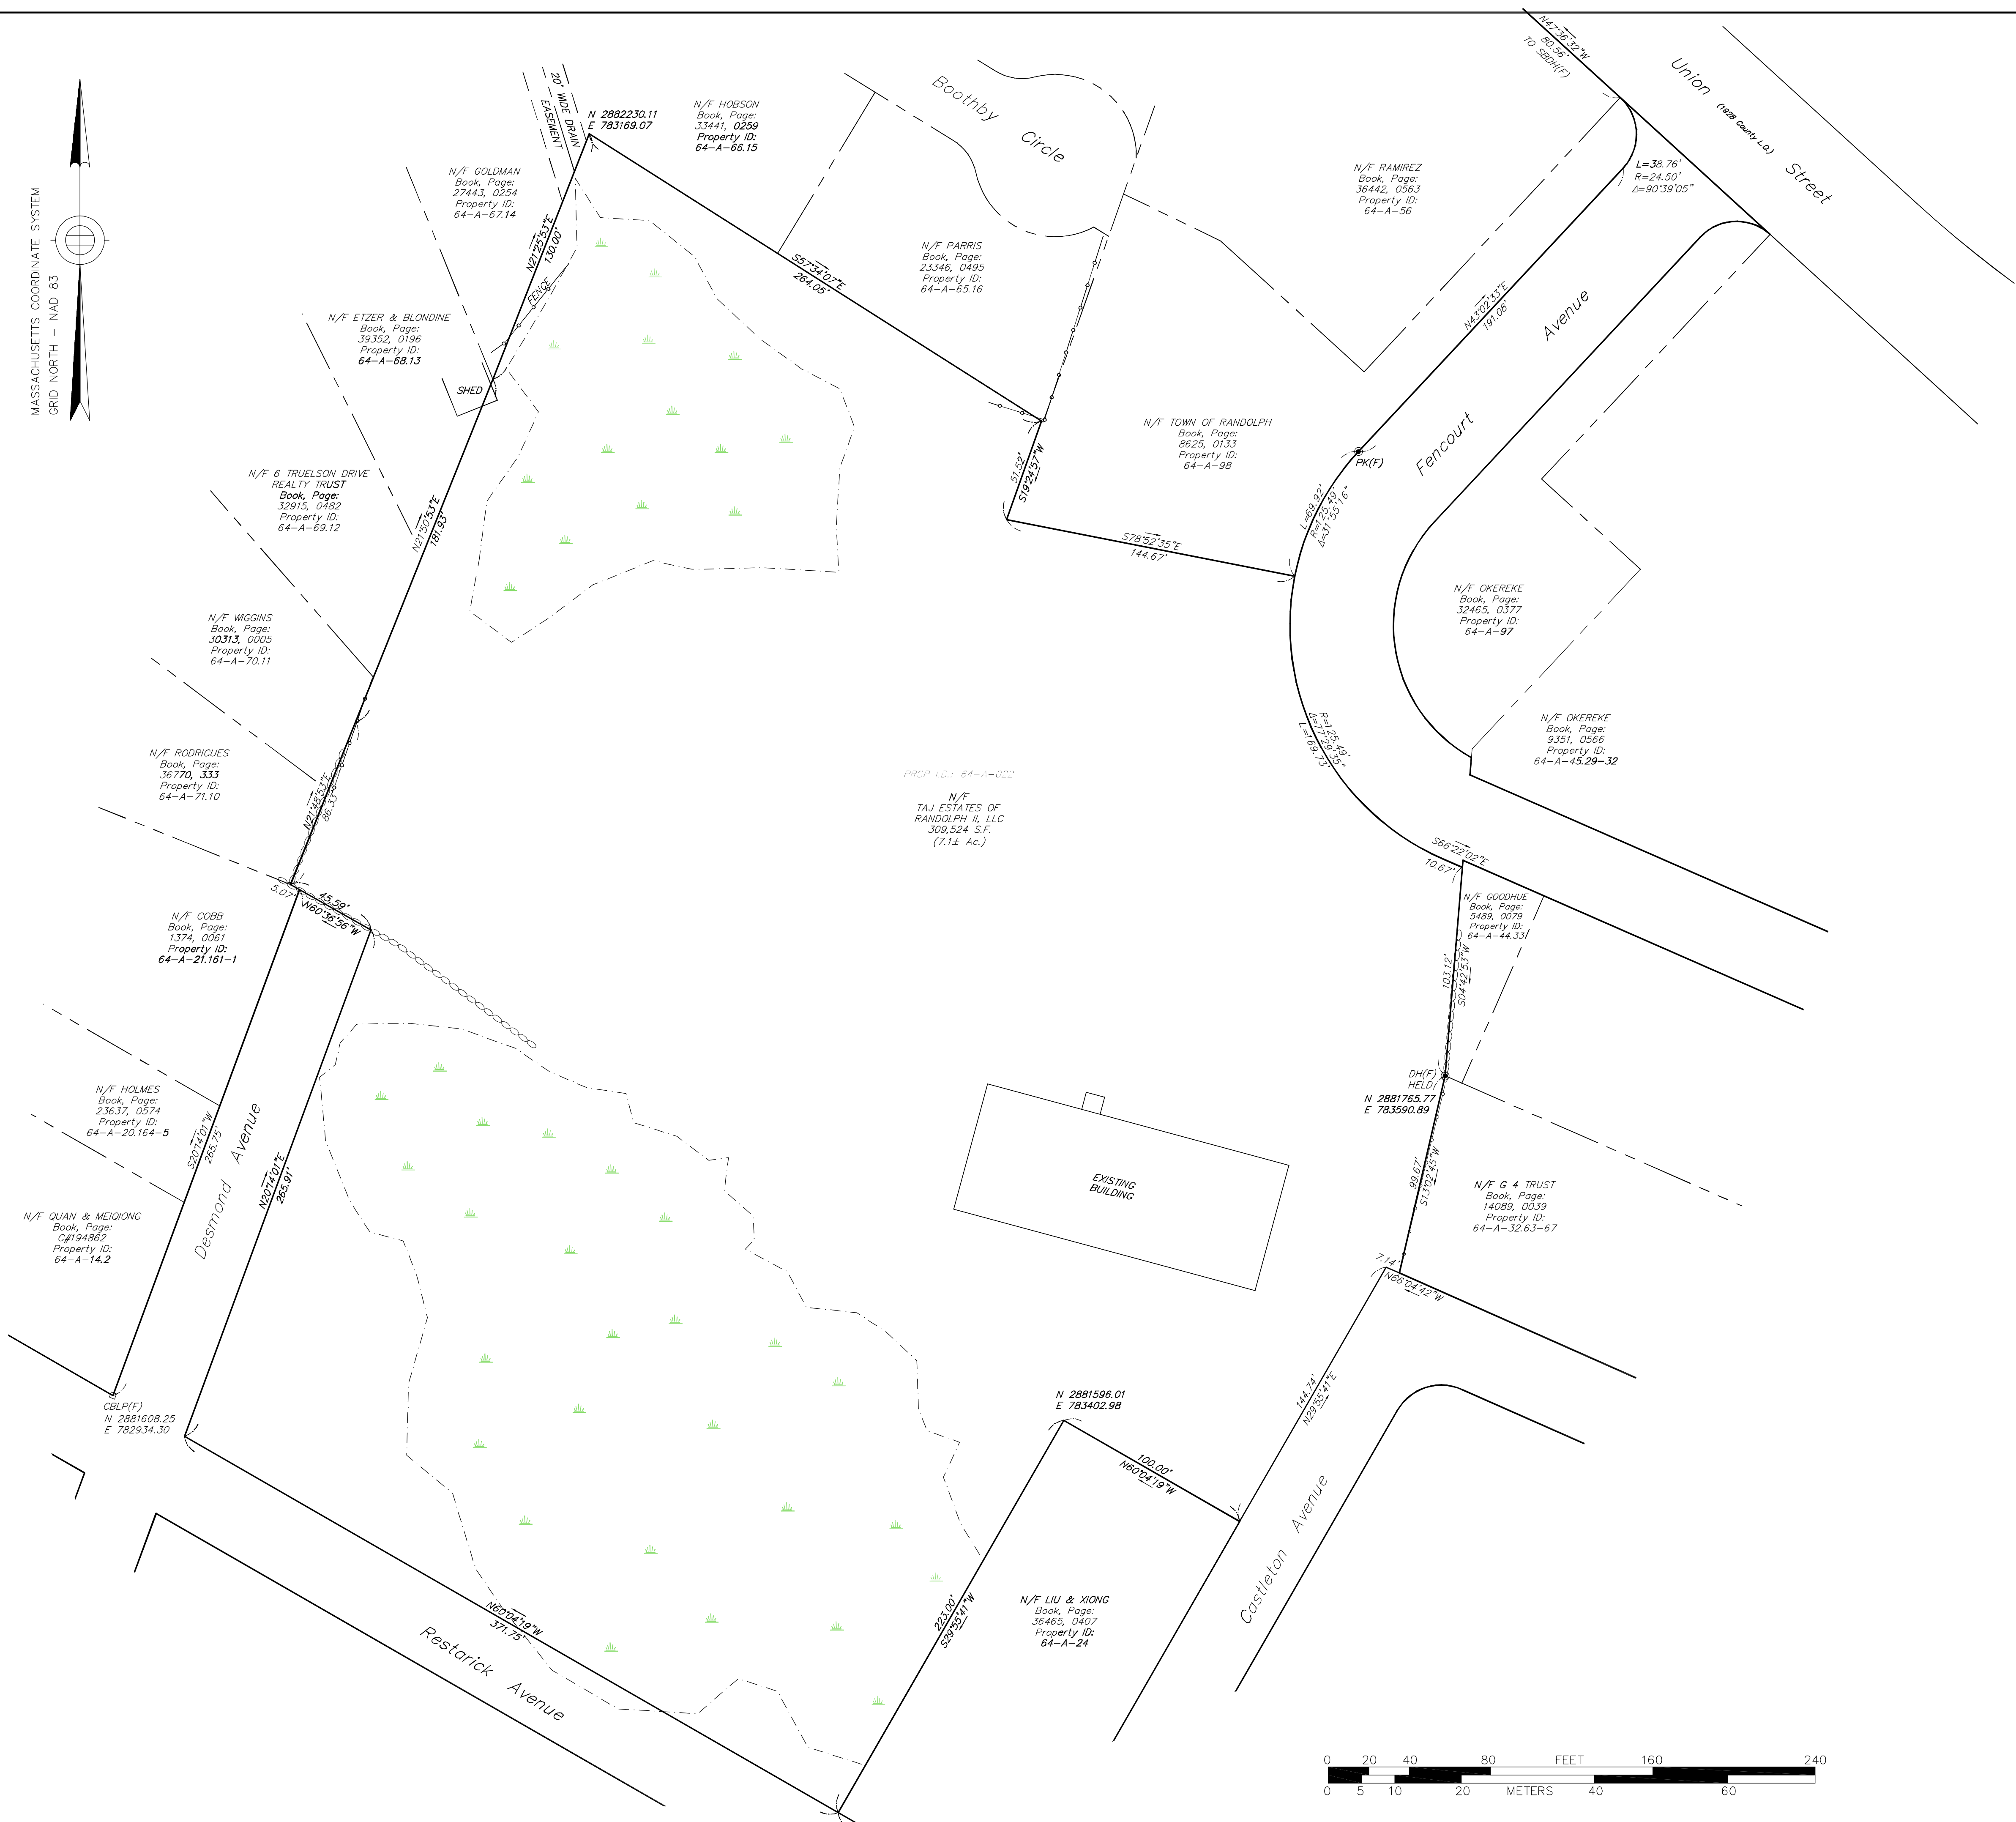 MASSACHUSETTS COORDINATE SYSTEM
GRID NORTH – NAD 83
20' WIDE DRAIN
EASEMENT
N 2882230.11
E 783169.07
N/F HOBSON
Book, Page:
33441, 0259
Property ID:
64-A-66.15
Boothby Circle
N47°36'32"W
80.56'
TO SBDH(F)
Union Street
(1928 County L.O.)
L=38.76'
R=24.50'
Δ=90°39'05"
N/F GOLDMAN
Book, Page:
27443, 0254
Property ID:
64-A-67.14
N/F RAMIREZ
Book, Page:
36442, 0563
Property ID:
64-A-56
N21°25'53"E
130.00'
FENCE
S57°34'07"E
264.05'
N/F PARRIS
Book, Page:
23346, 0495
Property ID:
64-A-65.16
N43°02'33"E
191.08'
Fencourt Avenue
N/F ETZER & BLONDINE
Book, Page:
39352, 0196
Property ID:
64-A-68.13
SHED
N/F TOWN OF RANDOLPH
Book, Page:
8625, 0133
Property ID:
64-A-98
PK(F)
N/F 6 TRUELSON DRIVE
REALTY TRUST
Book, Page:
32915, 0482
Property ID:
64-A-69.12
N21°50'53"E
181.93'
51.52'
S19°24'57"W
L=69.92'
R=125.49'
Δ=31°55'16"
S78°52'35"E
144.67'
N/F OKEREKE
Book, Page:
32465, 0377
Property ID:
64-A-97
N/F WIGGINS
Book, Page:
30313, 0005
Property ID:
64-A-70.11
R=125.49'
Δ=77°29'35"
L=169.73'
N/F OKEREKE
Book, Page:
9351, 0566
Property ID:
64-A-45.29-32
N/F RODRIGUES
Book, Page:
36770, 333
Property ID:
64-A-71.10
N21°48'53"E
86.33'
PROP I.D.: 64-A-022
N/F
TAJ ESTATES OF
RANDOLPH II, LLC
309,524 S.F.
(7.1± Ac.)
S66°22'02"E
10.67'
5.07'
45.59'
N60°36'56"W
N/F COBB
Book, Page:
1374, 0061
Property ID:
64-A-21.161-1
N/F GOODHUE
Book, Page:
5489, 0079
Property ID:
64-A-44.33
103.12'
S04°42'53"W
DH(F)
HELD
N 2881765.77
E 783590.89
N/F HOLMES
Book, Page:
23637, 0574
Property ID:
64-A-20.164-5
S20°14'01"W
265.75'
Desmond Avenue
N20°14'01"E
265.91'
EXISTING
BUILDING
99.67'
S13°02'45"W
N/F G 4 TRUST
Book, Page:
14089, 0039
Property ID:
64-A-32.63-67
N/F QUAN & MEIQIONG
Book, Page:
C#194862
Property ID:
64-A-14.2
7.14'
N66°04'42"W
144.74'
N29°55'41"E
CBLP(F)
N 2881608.25
E 782934.30
N 2881596.01
E 783402.98
100.00'
N60°04'19"W
Castleton Avenue
N60°04'19"W
371.75'
Restarick Avenue
223.00'
S29°55'41"W
N/F LIU & XIONG
Book, Page:
36465, 0407
Property ID:
64-A-24
0 20 40 80 FEET 160 240
0 5 10 20 METERS 40 60